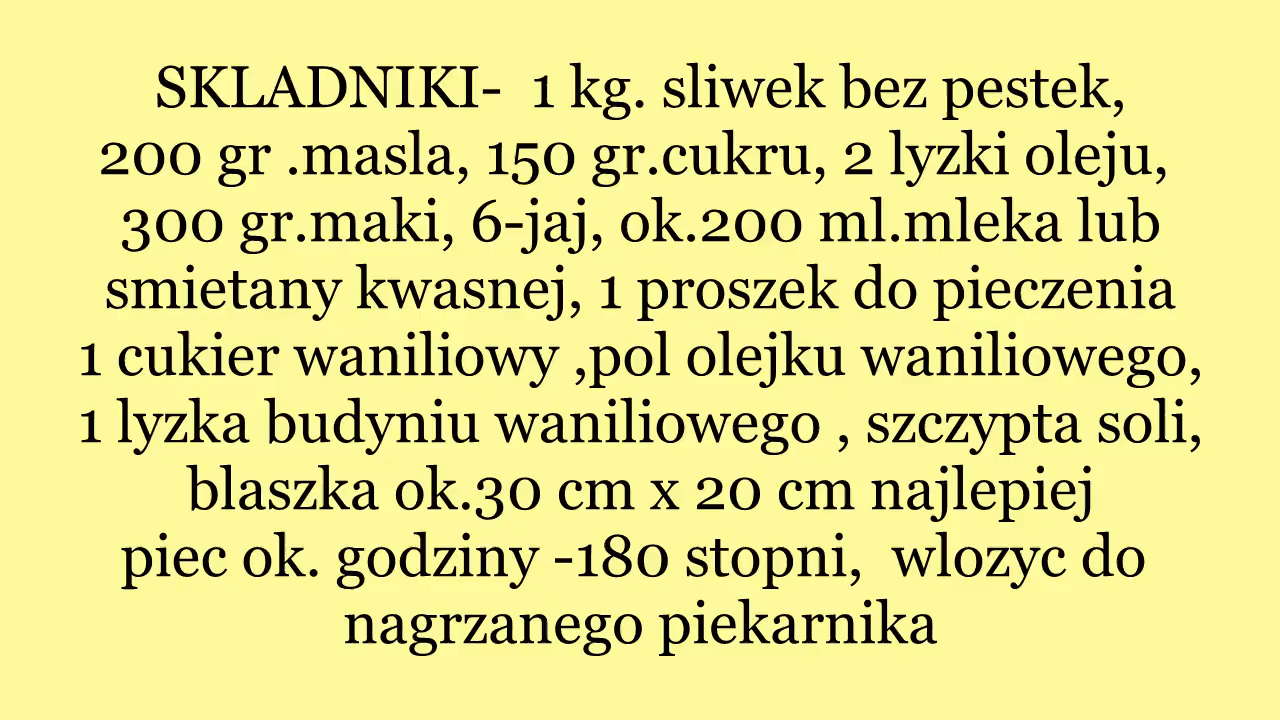 SKLADNIKI- 1 kg. sliwek bez pestek,
200 gr .masla, 150 gr.cukru, 2 lyzki oleju,
300 gr.maki, 6-jaj, ok.200 ml.mleka lub
smietany kwasnej, 1 proszek do pieczenia
1 cukier waniliowy ,pol olejku waniliowego,
1 lyzka budyniu waniliowego , szczypta soli,
blaszka ok.30 cm x 20 cm najlepiej
piec ok. godziny -180 stopni, wlozyc do
nagrzanego piekarnika